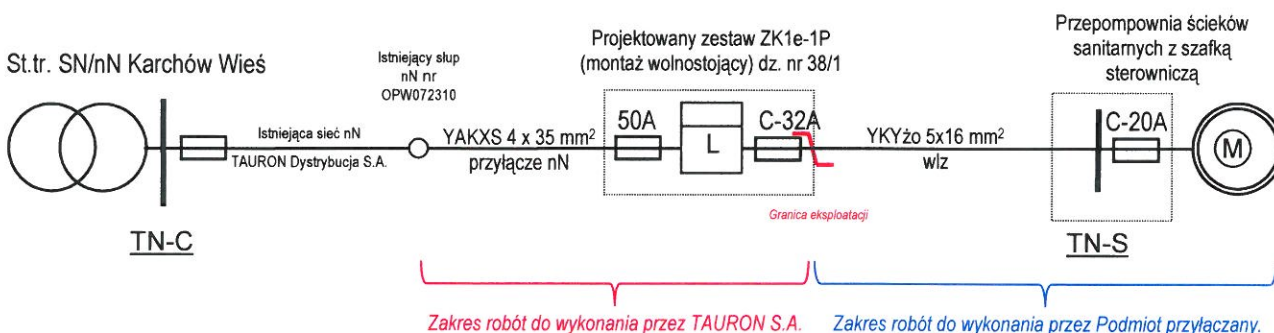 St.tr. SN/nN Karchów Wieś
Istniejący słup
nN nr
OPW072310
Projektowany zestaw ZK1e-1P
(montaż wolnostojący) dz. nr 38/1
Przepompownia ścieków
sanitarnych z szafką
sterowniczą
Istniejąca sieć nN
TAURON Dystrybucja S.A.
YAKXS 4 x 35 mm²
przyłącze nN
50A
L
C-32A
YKYżo 5x16 mm²
wlz
C-20A
M
Granica eksploatacji
TN-C
TN-S
Zakres robót do wykonania przez TAURON S.A.
Zakres robót do wykonania przez Podmiot przyłączany.